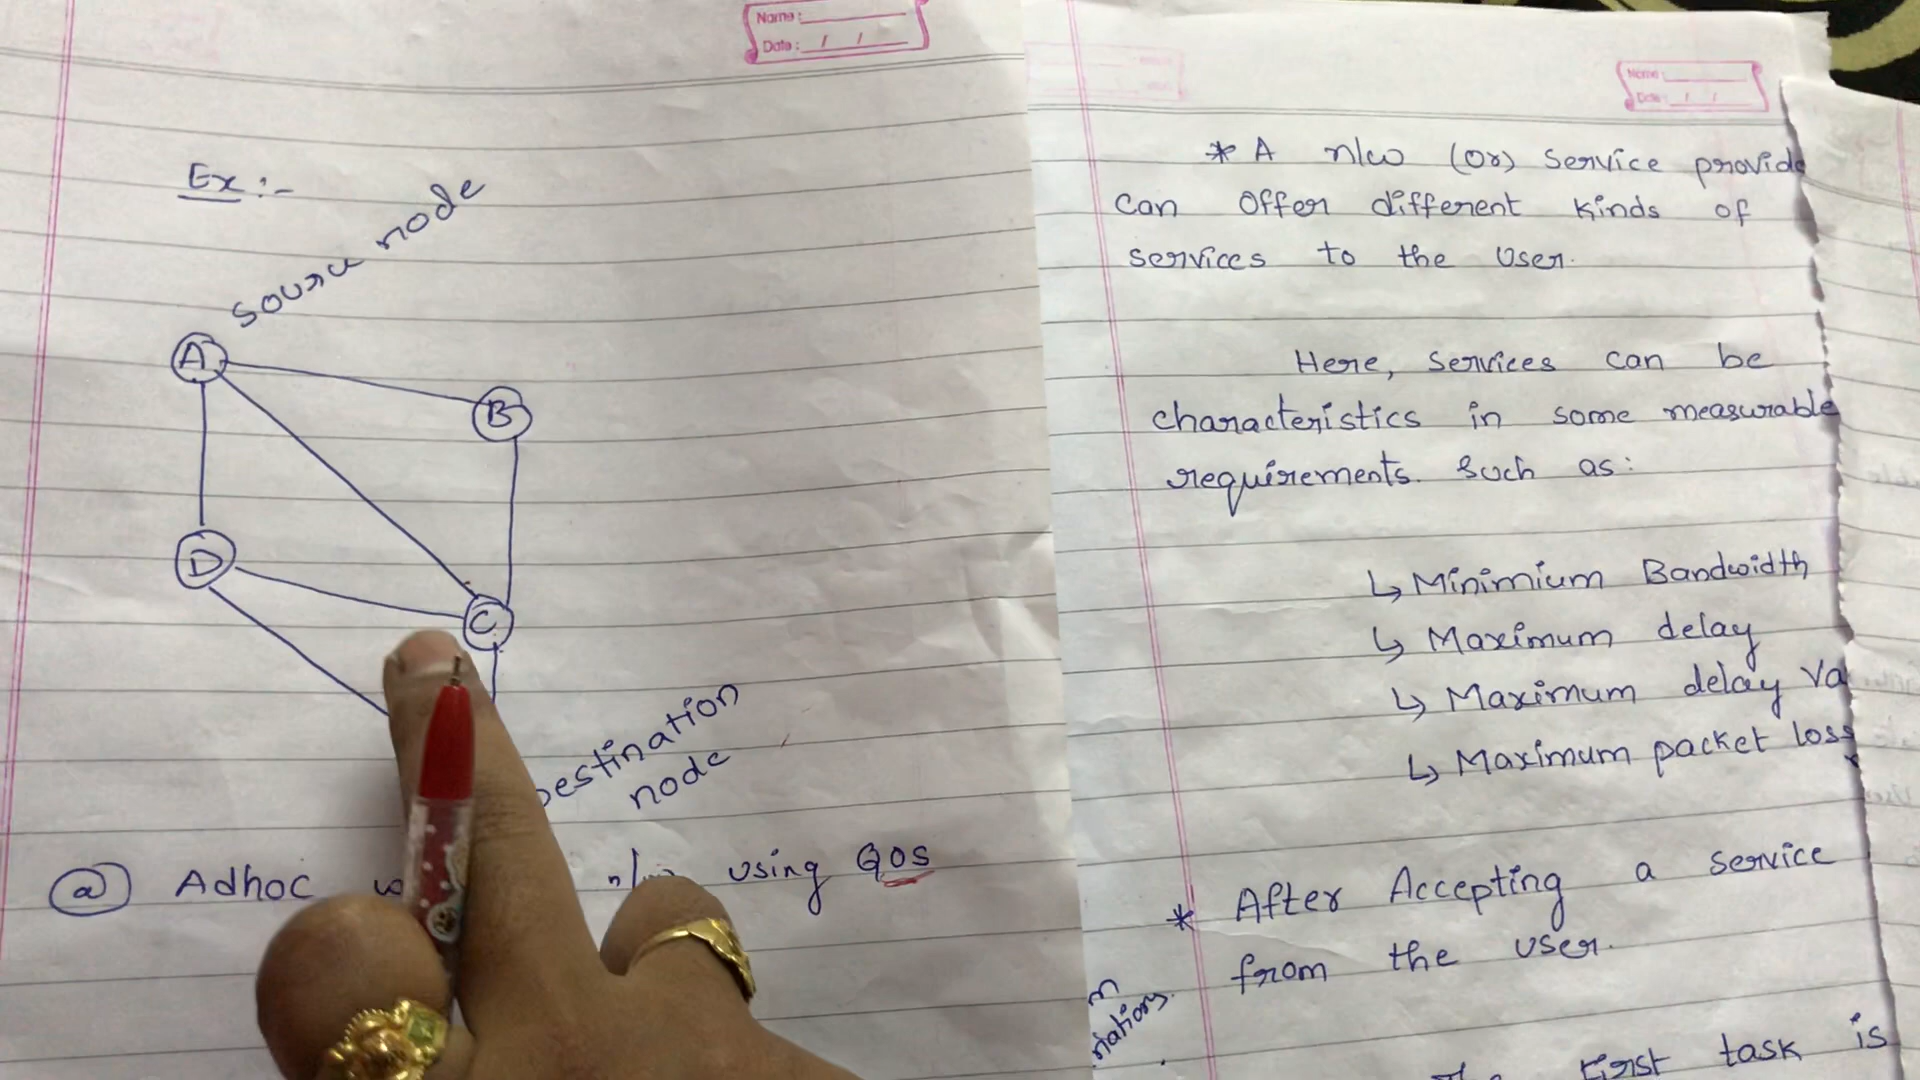 Name:
Date: / /
Ex:-
source node
A
B
D
C
Destination
node
(a) Adhoc n/w using QOS
Name:
Date: / /
* A n/w (or) service provide
can offer different kinds of
services to the user.
Here, services can be
characteristics in some measurable
requirements. Such as:
↳ Minimium Bandwidth
↳ Maximum delay
↳ Maximum delay va
↳ Maximum packet loss
* After Accepting a service
from the user.
first task is
riations.